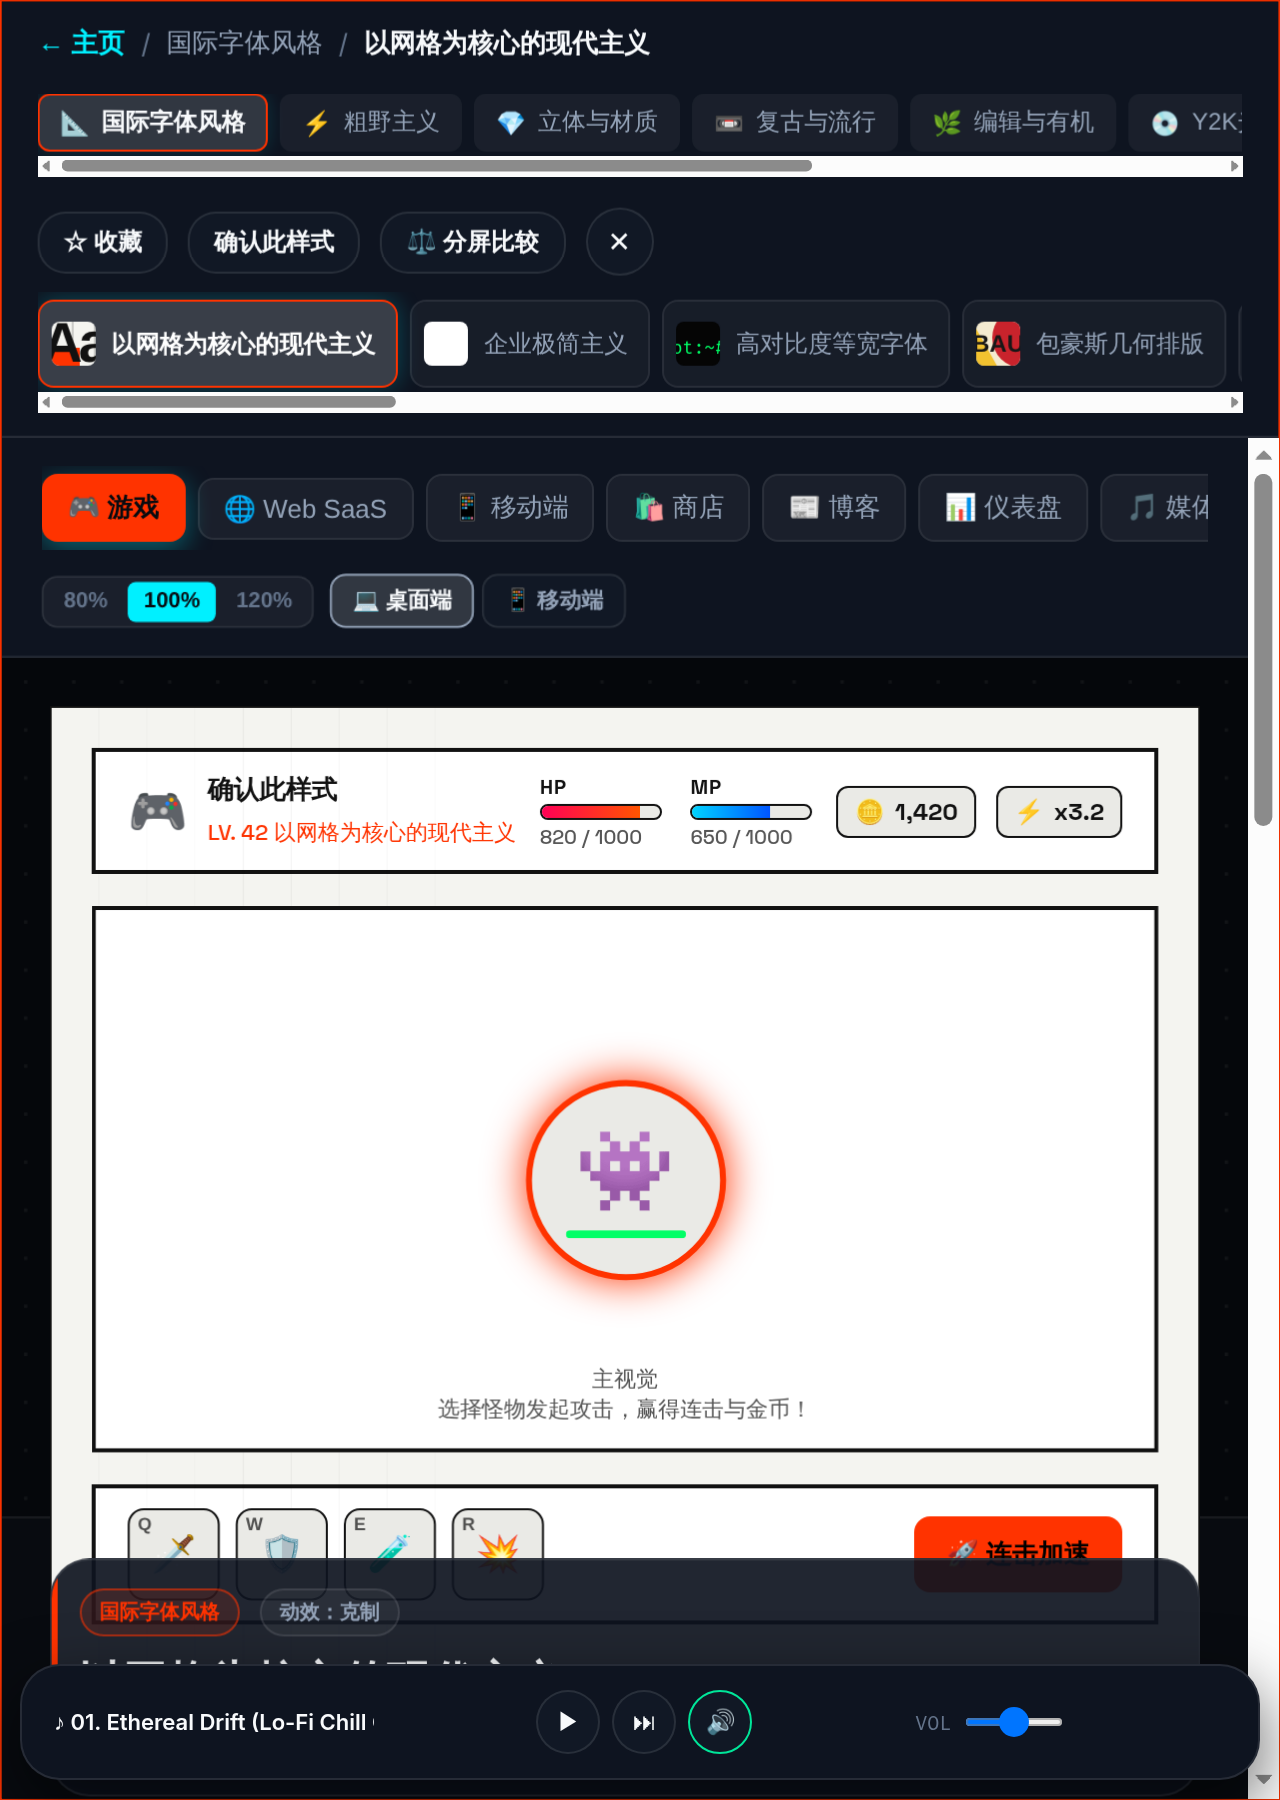 ← 主页 / 国际字体风格 / 以网格为核心的现代主义
国际字体风格 粗野主义 立体与材质 复古与流行 编辑与有机 Y2K
☆ 收藏 确认此样式 分屏比较 ✕
Aa 以网格为核心的现代主义 企业极简主义 高对比度等宽字体 BAU 包豪斯几何排版
游戏 Web SaaS 移动端 商店 博客 仪表盘 媒体
80% 100% 120% 桌面端 移动端
确认此样式
LV. 42 以网格为核心的现代主义
HP
820 / 1000
MP
650 / 1000
1,420
x3.2
主视觉
选择怪物发起攻击，赢得连击与金币！
Q W E R
连击加速
国际字体风格 动效：克制
♪ 01. Ethereal Drift (Lo-Fi Chill
VOL